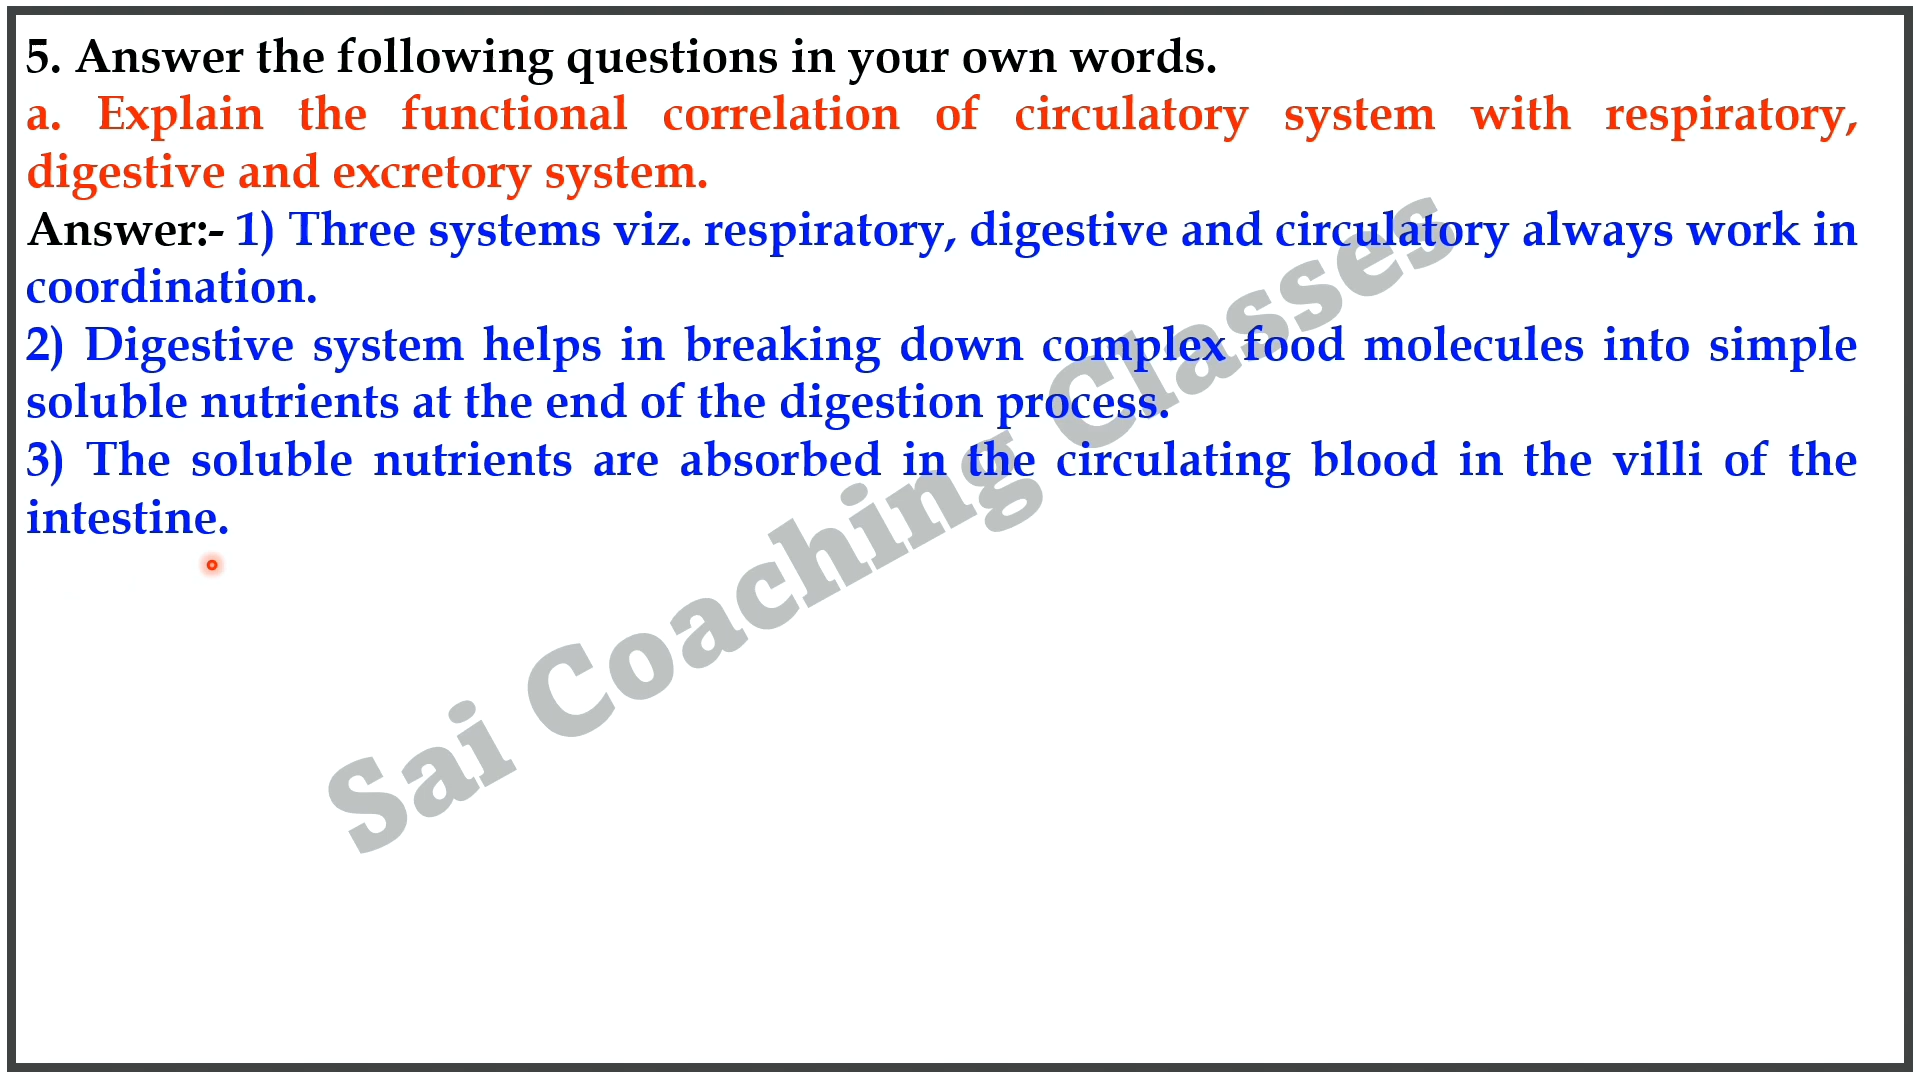 5. Answer the following questions in your own words.
a. Explain the functional correlation of circulatory system with respiratory,
digestive and excretory system.
Answer:- 1) Three systems viz. respiratory, digestive and circulatory always work in
coordination.
2) Digestive system helps in breaking down complex food molecules into simple
soluble nutrients at the end of the digestion process.
3) The soluble nutrients are absorbed in the circulating blood in the villi of the
intestine.
Sai Coaching Classes